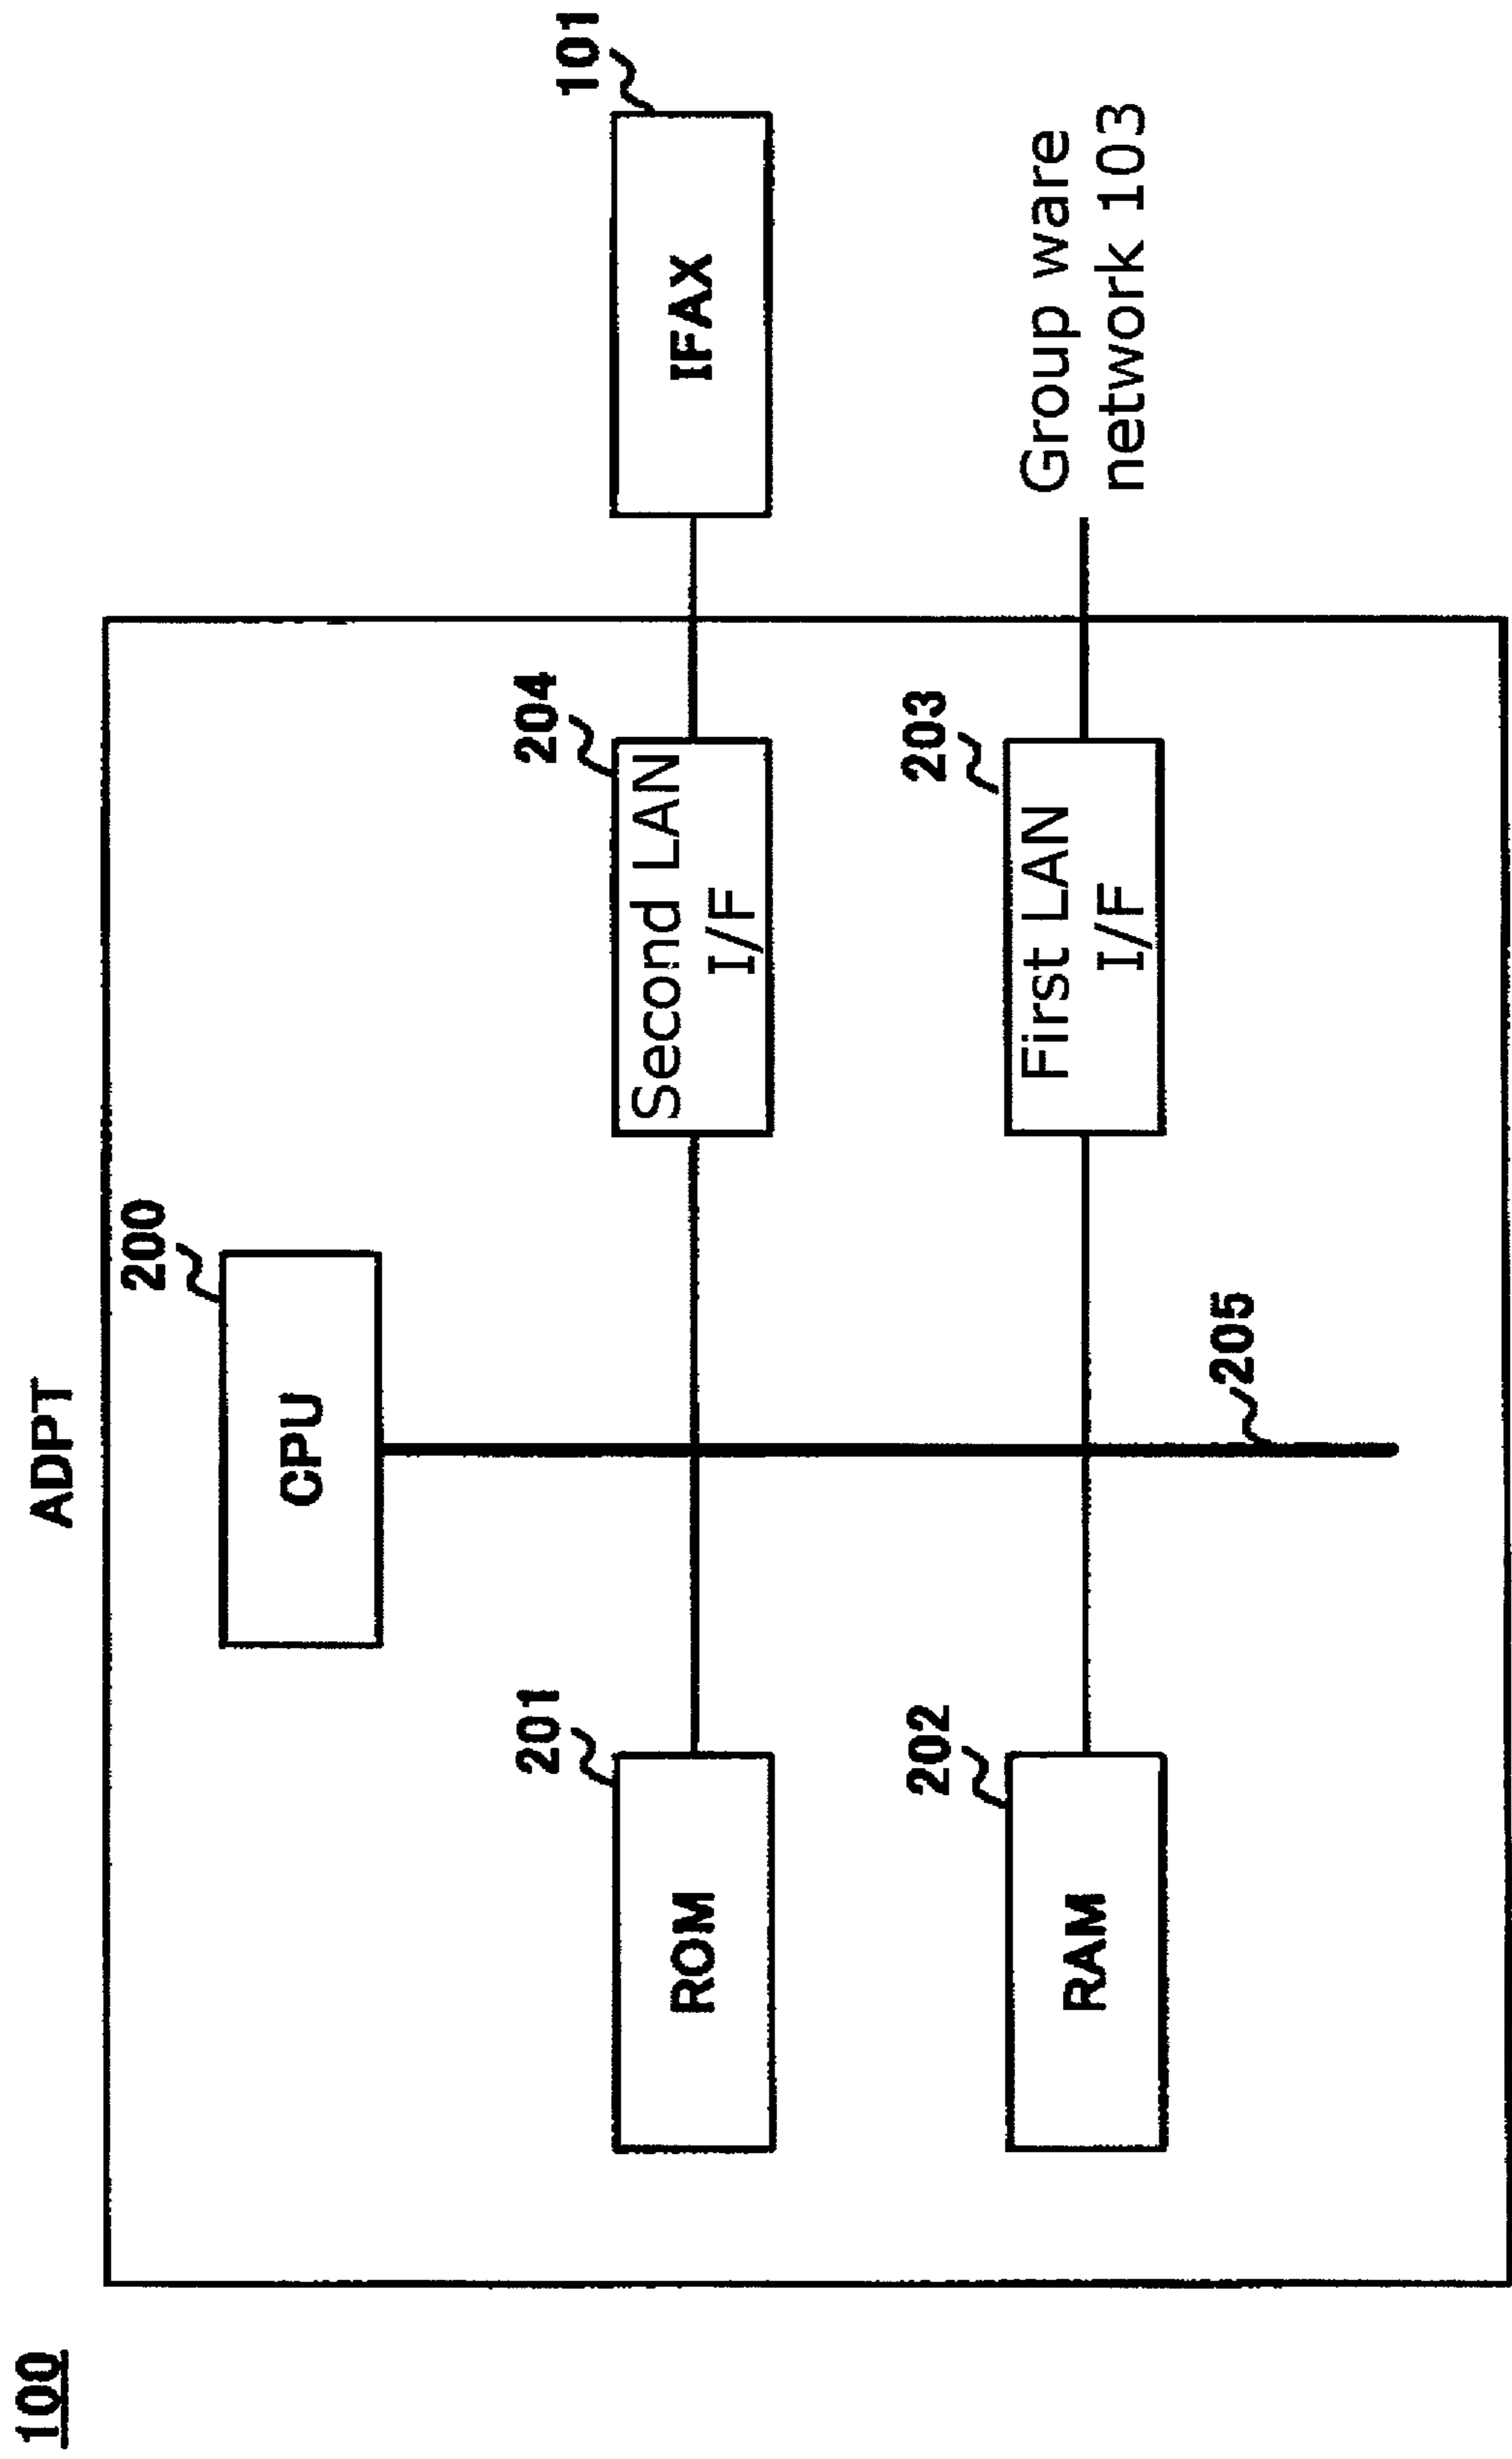 100
ADPT
200
CPU
201
ROM
204
Second LAN
I/F
101
IFAX
202
RAM
203
First LAN
I/F
Group ware
network 103
205